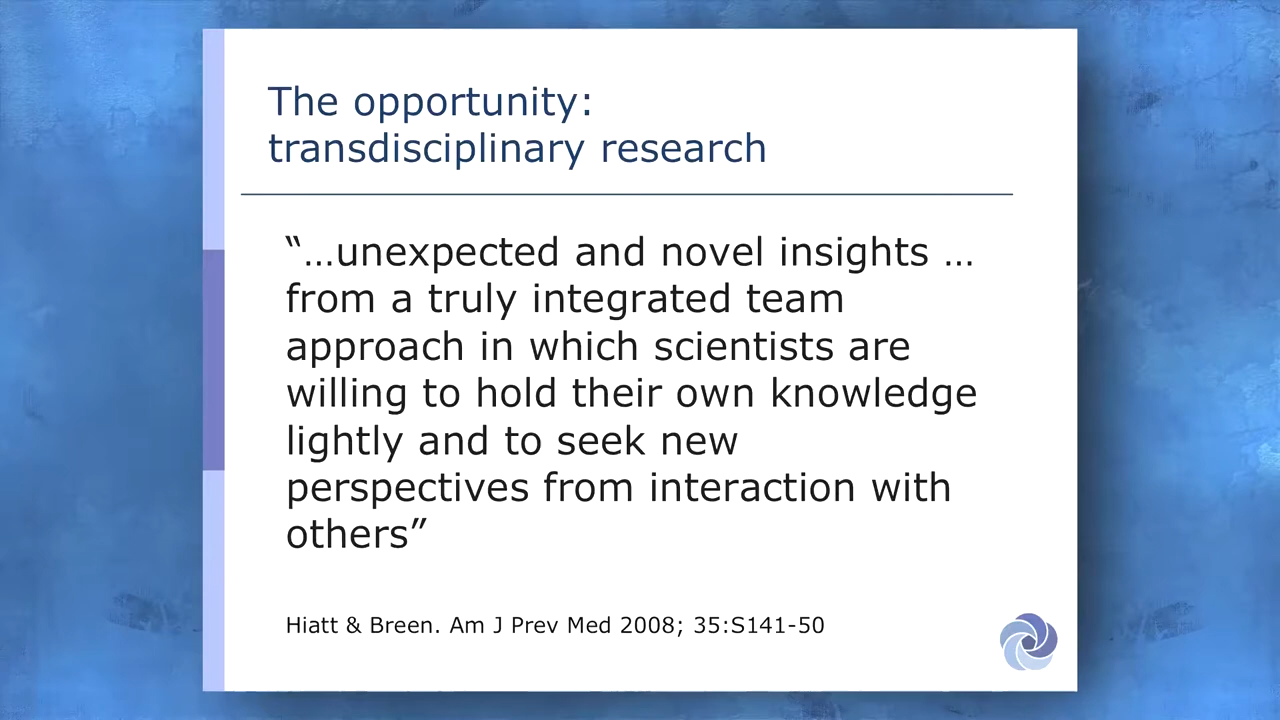 The opportunity:
transdisciplinary research
“…unexpected and novel insights …
from a truly integrated team
approach in which scientists are
willing to hold their own knowledge
lightly and to seek new
perspectives from interaction with
others”
Hiatt & Breen. Am J Prev Med 2008; 35:S141-50